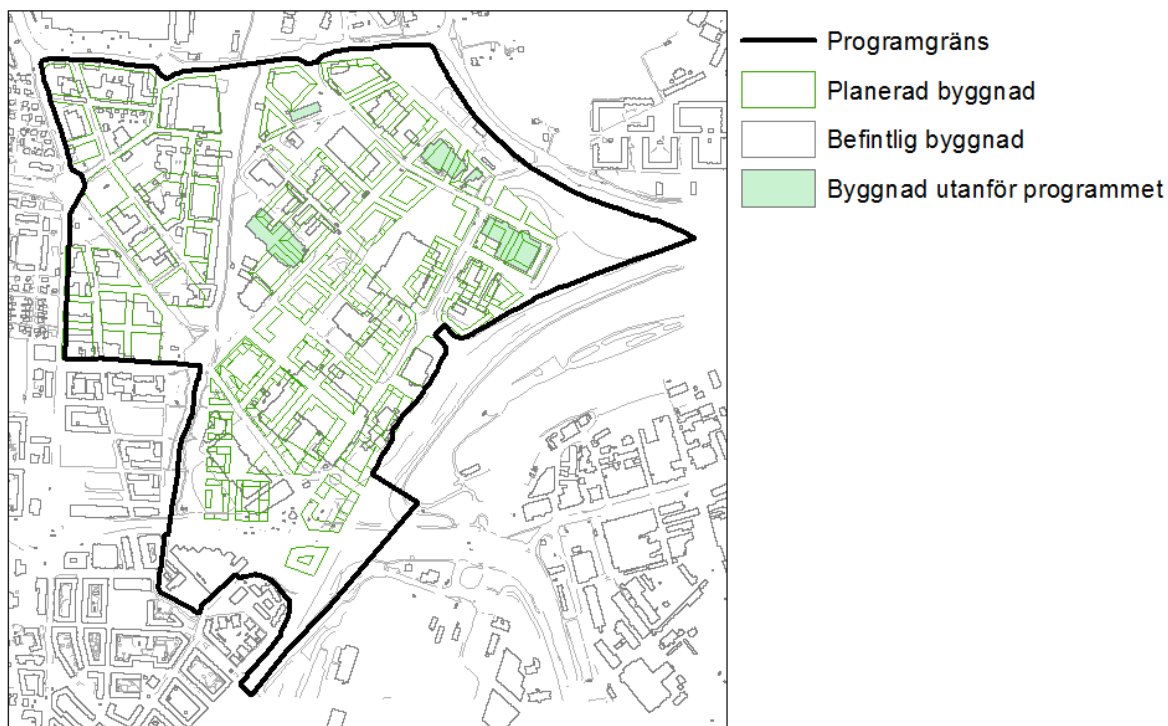 Programgräns
Planerad byggnad
Befintlig byggnad
Byggnad utanför programmet